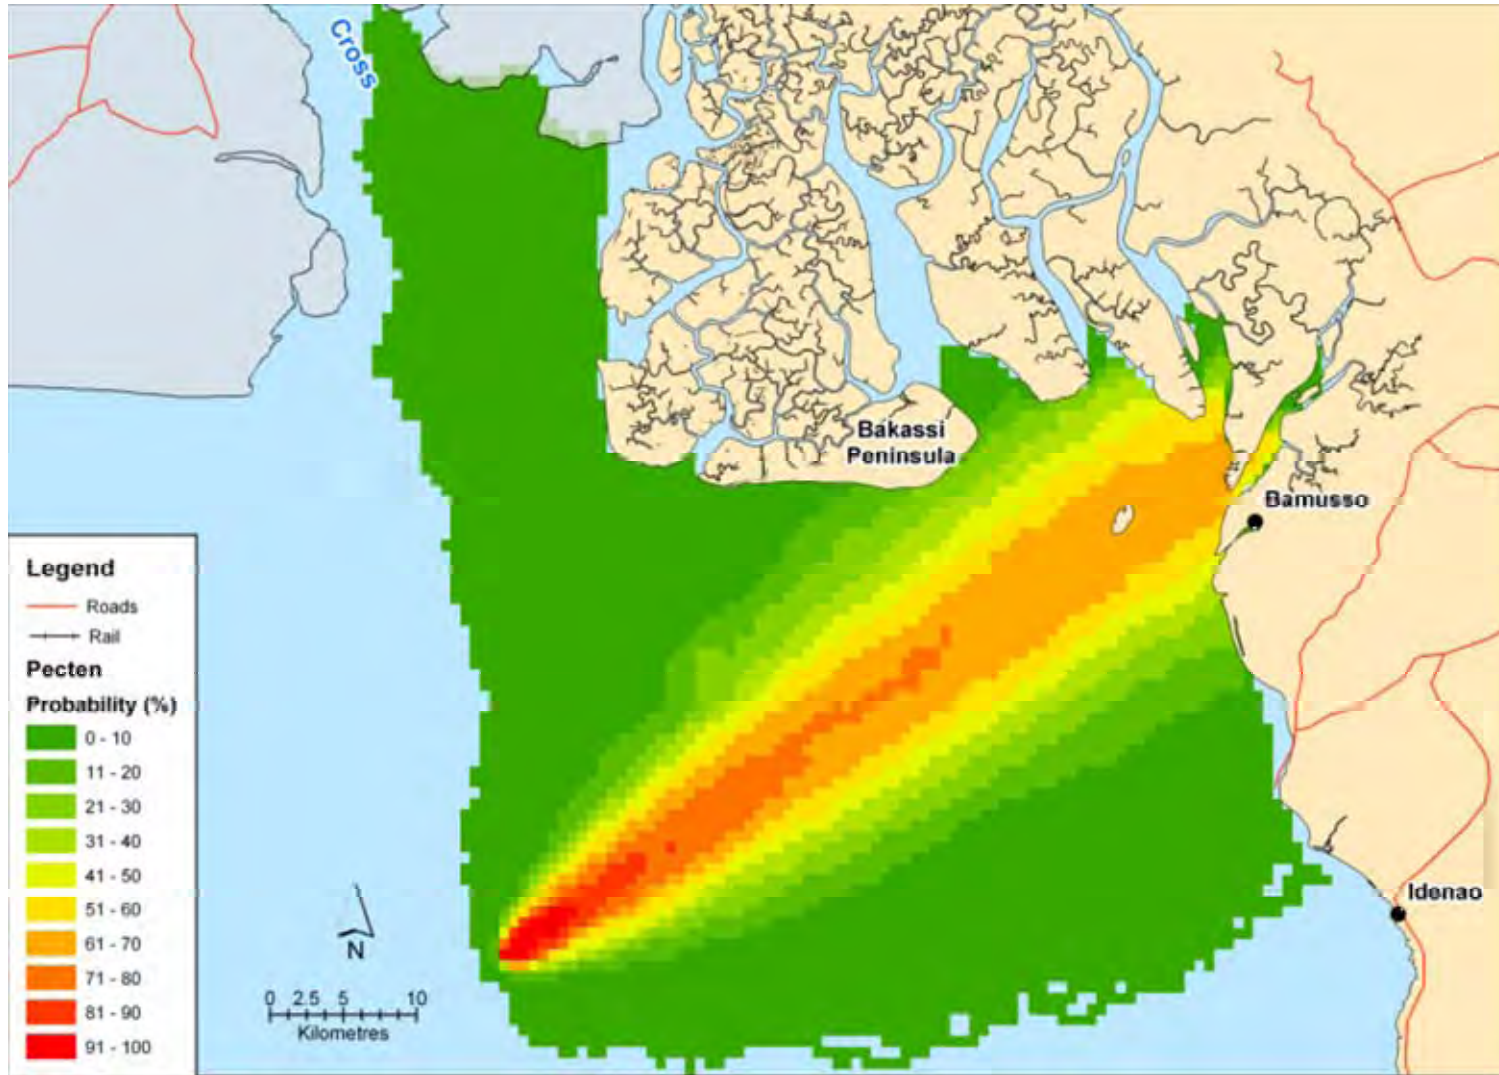 Cross
Bakassi
Peninsula
Bamusso
Idenao
Legend
Roads
Rail
Pecten
Probability (%)
0 - 10
11 - 20
21 - 30
31 - 40
41 - 50
51 - 60
61 - 70
71 - 80
81 - 90
91 - 100
N
0 2.5 5 10
Kilometres